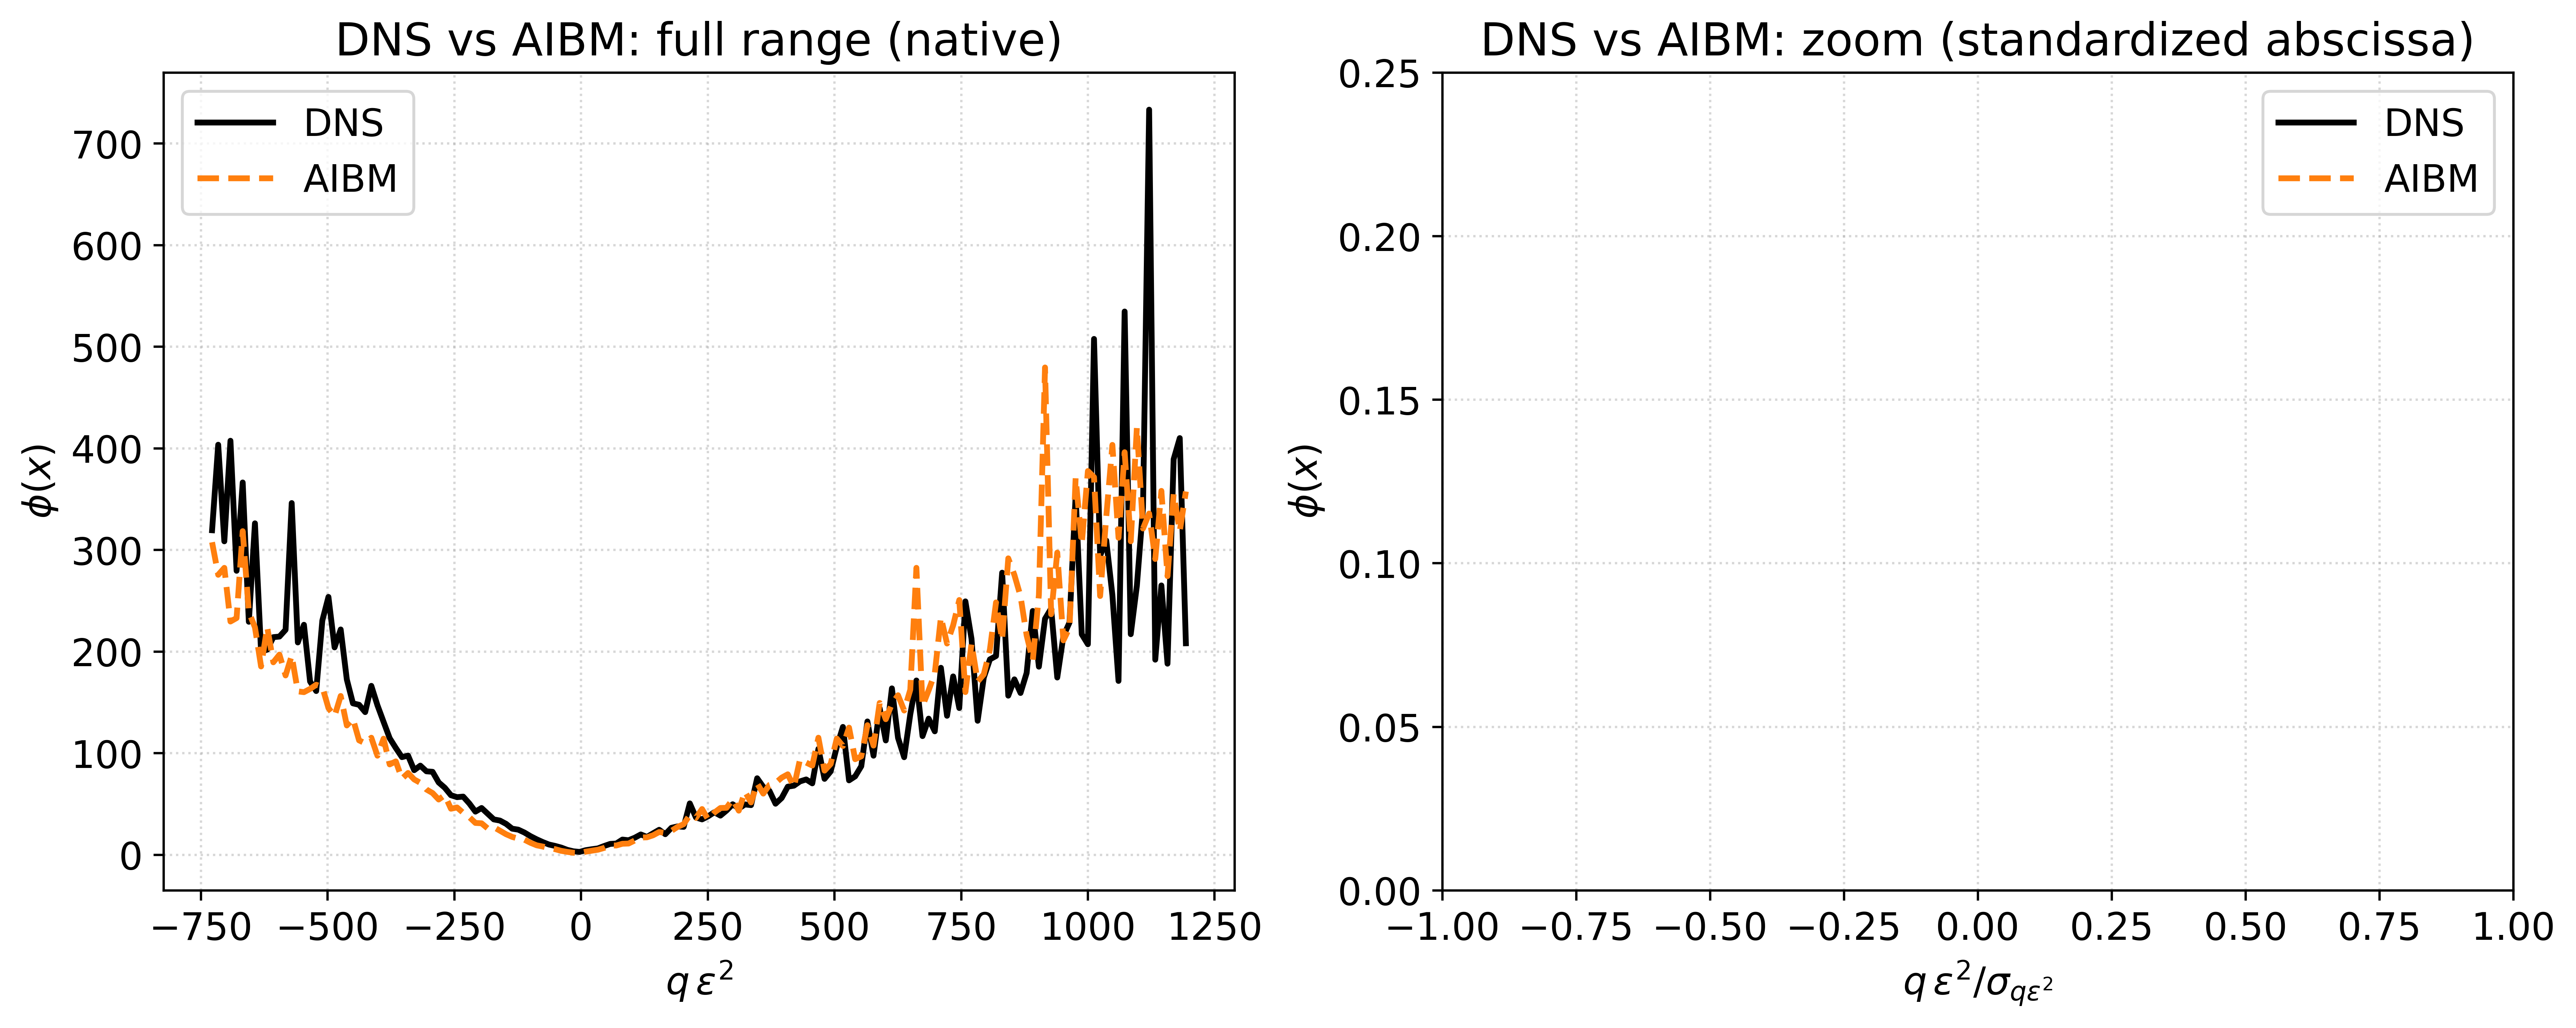 DNS vs AIBM: full range (native)
DNS
AIBM
700
600
500
400
300
200
100
0
ϕ(x)
−750 −500 −250 0 250 500 750 1000 1250
q ε²
DNS vs AIBM: zoom (standardized abscissa)
DNS
AIBM
0.25
0.20
0.15
0.10
0.05
0.00
ϕ(x)
−1.00 −0.75 −0.50 −0.25 0.00 0.25 0.50 0.75 1.00
q ε²/σ_{qε²}